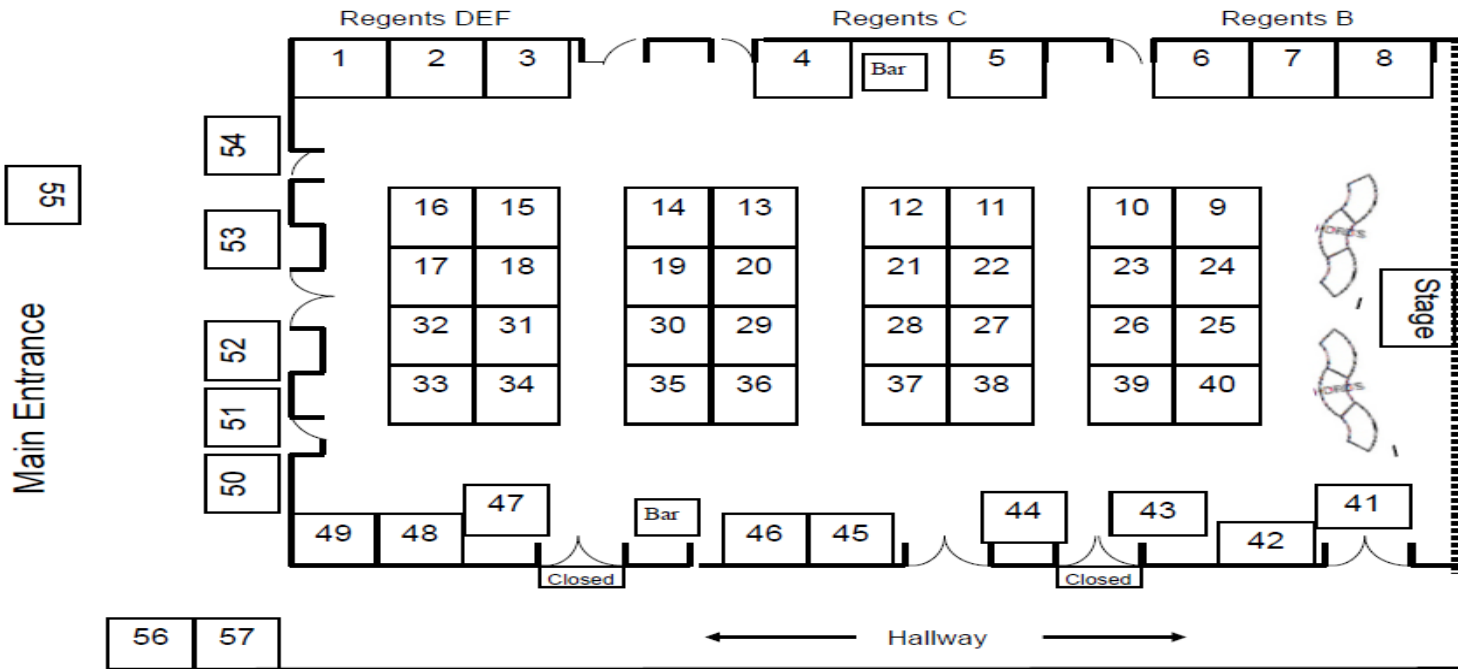 Regents DEF Regents C Regents B
1 2 3 4 Bar 5 6 7 8
54
55
16 15 14 13 12 11 10 9
53
HORDS
17 18 19 20 21 22 23 24
Stage
Main Entrance
32 31 30 29 28 27 26 25
52
33 34 35 36 37 38 39 40
HORDS
51
50
47 Bar 44 43 41
49 48 46 45 42
Closed Closed
56 57 Hallway